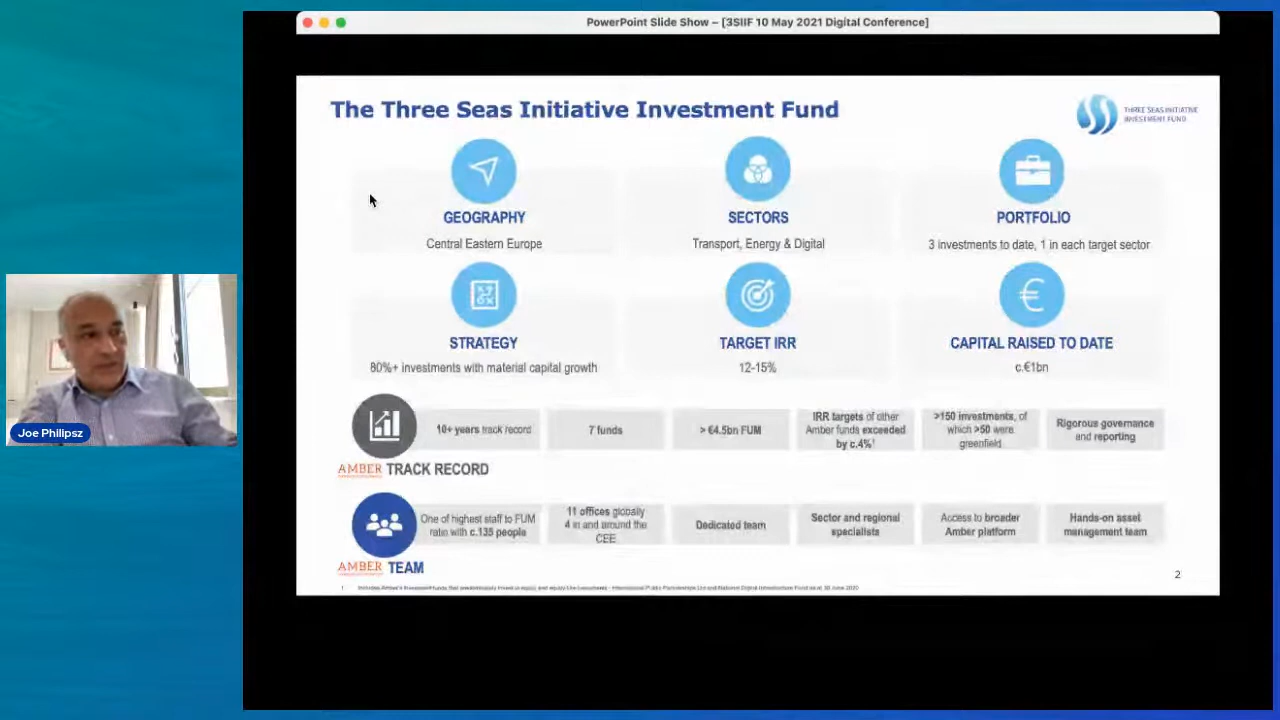 PowerPoint Slide Show – [3SIIF 10 May 2021 Digital Conference]
The Three Seas Initiative Investment Fund
THREE SEAS INITIATIVE
INVESTMENT FUND
GEOGRAPHY
Central Eastern Europe
SECTORS
Transport, Energy & Digital
PORTFOLIO
3 investments to date, 1 in each target sector
STRATEGY
80%+ investments with material capital growth
TARGET IRR
12-15%
CAPITAL RAISED TO DATE
c.€1bn
10+ years track record
7 funds
> €4.5bn FUM
IRR targets of other
Amber funds exceeded
by c.4%¹
>150 investments, of
which >50 were
greenfield
Rigorous governance
and reporting
AMBER TRACK RECORD
One of highest staff to FUM
ratio with c.135 people
11 offices globally
4 in and around the
CEE
Dedicated team
Sector and regional
specialists
Access to broader
Amber platform
Hands-on asset
management team
AMBER TEAM
2
Joe Philipsz